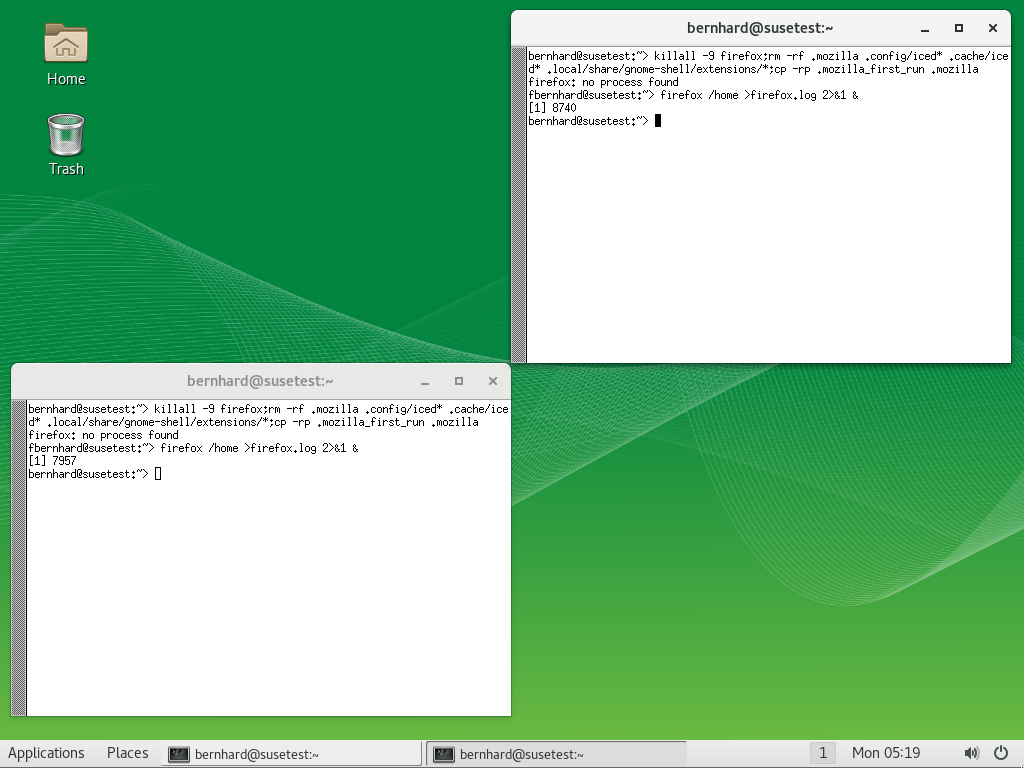 Home
Trash
bernhard@susetest:~
bernhard@susetest:~> killall -9 firefox;rm -rf .mozilla .config/iced* .cache/ice
d* .local/share/gnome-shell/extensions/*;cp -rp .mozilla_first_run .mozilla
firefox: no process found
fbernhard@susetest:~> firefox /home >firefox.log 2>&1 &
[1] 8740
bernhard@susetest:~>
bernhard@susetest:~
bernhard@susetest:~> killall -9 firefox;rm -rf .mozilla .config/iced* .cache/ice
d* .local/share/gnome-shell/extensions/*;cp -rp .mozilla_first_run .mozilla
firefox: no process found
fbernhard@susetest:~> firefox /home >firefox.log 2>&1 &
[1] 7957
bernhard@susetest:~>
Applications Places bernhard@susetest:~ bernhard@susetest:~ 1 Mon 05:19